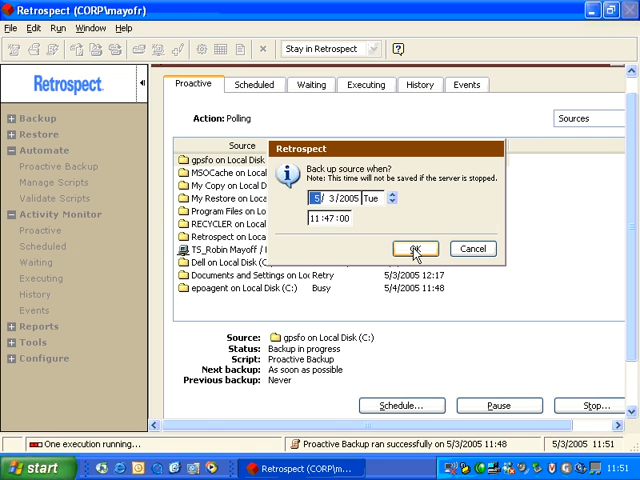 Retrospect (CORP\mayofr)
File Edit Run Window Help
Stay in Retrospect
Retrospect.
Backup
Restore
Automate
Proactive Backup
Manage Scripts
Validate Scripts
Activity Monitor
Proactive
Scheduled
Waiting
Executing
History
Events
Reports
Tools
Configure
Proactive Scheduled Waiting Executing History Events
Action: Polling
Sources
Source
gpsfo on Local Disk
MSOCache on Local D
My Copy on Local D
My Restore on Local
Program Files on Lo
RECYCLER on Local D
Retrospect on Local
TS_Robin Mayoff /
Dell on Local Disk (C:)
Documents and Settings on Loc Retry 5/3/2005 12:17
epoagent on Local Disk (C:) Busy 5/4/2005 11:48
Retrospect
Back up source when?
Note: This time will not be saved if the server is stopped.
5/ 3/2005 Tue
11:47:00
OK Cancel
Source: gpsfo on Local Disk (C:)
Status: Backup in progress
Script: Proactive Backup
Next backup: As soon as possible
Previous backup: Never
Schedule... Pause Stop...
One execution running... Proactive Backup ran successfully on 5/3/2005 11:48 5/3/2005 11:51
start Retrospect (CORP\m... 11:51